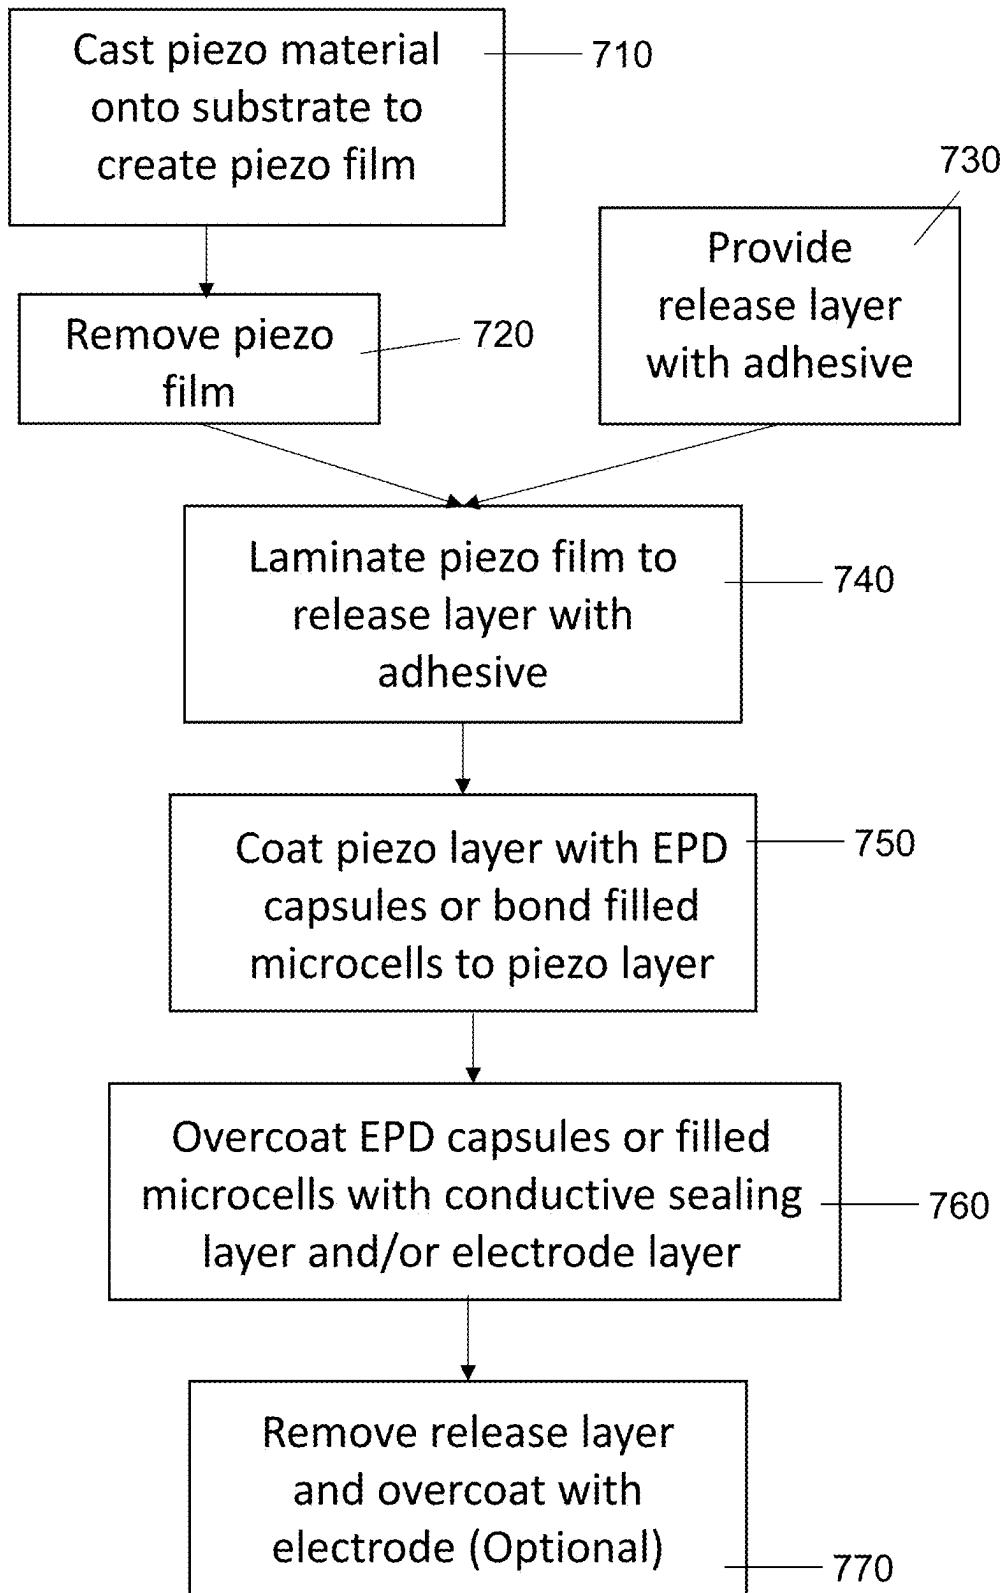 Cast piezo material
onto substrate to
create piezo film
710
730
Provide
release layer
with adhesive
Remove piezo
film
720
Laminate piezo film to
release layer with
adhesive
740
Coat piezo layer with EPD
capsules or bond filled
microcells to piezo layer
750
Overcoat EPD capsules or filled
microcells with conductive sealing
layer and/or electrode layer
760
Remove release layer
and overcoat with
electrode (Optional)
770